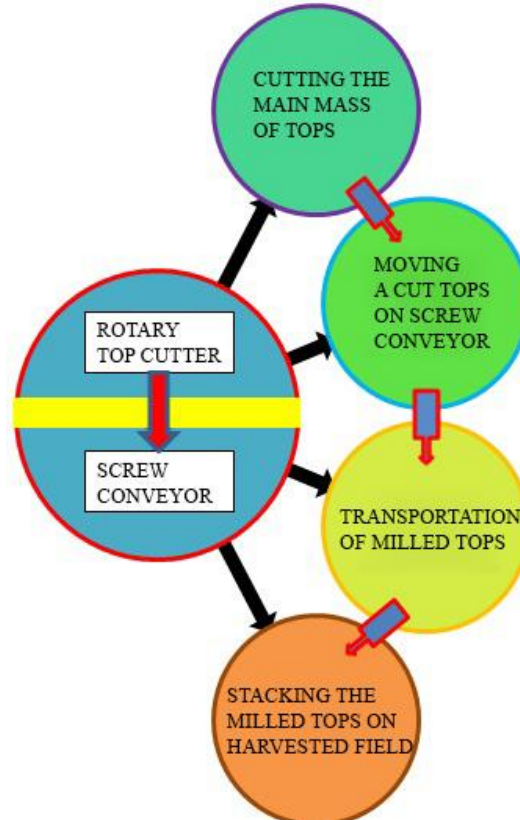 CUTTING THE
MAIN MASS
OF TOPS
MOVING
A CUT TOPS
ON SCREW
CONVEYOR
ROTARY
TOP CUTTER
SCREW
CONVEYOR
TRANSPORTATION
OF MILLED TOPS
STACKING THE
MILLED TOPS ON
HARVESTED FIELD